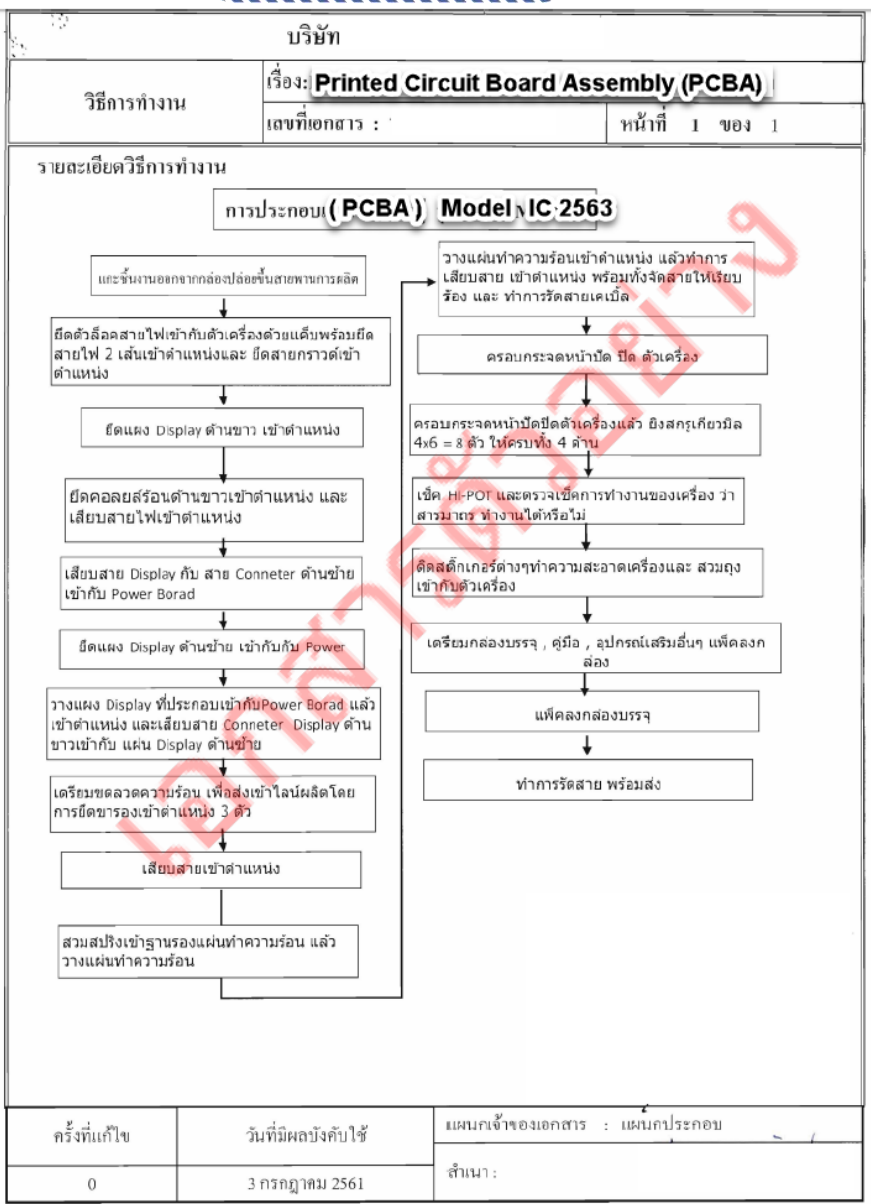 บริษัท
วิธีการทำงาน
เรื่อง: Printed Circuit Board Assembly (PCBA)
เลขที่เอกสาร :
หน้าที่ 1 ของ 1
รายละเอียดวิธีการทำงาน
การประกอบ (PCBA) Model IC 2563
แกะชิ้นงานออกจากกล่องปล่อยขึ้นสายพานการผลิต
ยึดตัวล็อคสายไฟเข้ากับตัวเครื่องด้วยแค็บพร้อมยึด
สายไฟ 2 เส้นเข้าตำแหน่งและ ยึดสายกราวด์เข้า
ตำแหน่ง
ยึดแผง Display ด้านขาว เข้าตำแหน่ง
ยึดคอลยส์ร้อนด้านขาวเข้าตำแหน่ง และ
เสียบสายไฟเข้าตำแหน่ง
เสียบสาย Display กับ สาย Conneter ด้านซ้าย
เข้ากับ Power Borad
ยึดแผง Display ด้านซ้าย เข้ากับกับ Power
วางแผง Display ที่ประกอบเข้ากับPower Borad แล้ว
เข้าตำแหน่ง และเสียบสาย Conneter Display ด้าน
ขาวเข้ากับ แผ่น Display ด้านซ้าย
เตรียมขดลวดความร้อน เพื่อส่งเข้าไลน์ผลิตโดย
การยึดขารองเข้าตำแหน่ง 3 ตัว
เสียบสายเข้าตำแหน่ง
สวมสปริงเข้าฐานรองแผ่นทำความร้อน แล้ว
วางแผ่นทำความร้อน
วางแผ่นทำความร้อนเข้าตำแหน่ง แล้วทำการ
เสียบสาย เข้าตำแหน่ง พร้อมทั้งจัดสายให้เรียบ
ร้อง และ ทำการรัดสายเคเบิ้ล
ครอบกระจดหน้าปัด ปิด ตัวเครื่อง
ครอบกระจดหน้าปัดปิดตัวเครื่องแล้ว ยิงสกรุเกียวมิล
4x6 = 8 ตัว ให้ครบทั้ง 4 ด้าน
เช็ค HI-POT และตรวจเช็คการทำงานของเครื่อง ว่า
สารมาถร ทำงานได้หรือไม่
ติดสติ๊กเกอร์ต่างๆทำความสะอาดเครื่องและ สวมถุง
เข้ากับตัวเครื่อง
เตรียมกล่องบรรจุ , คู่มือ , อุปกรณ์เสริมอื่นๆ แพ็คลงก
ล่อง
แพ็คลงกล่องบรรจุ
ทำการรัดสาย พร้อมส่ง
เอกสารตัวอย่าง
ครั้งที่แก้ไข
วันที่มีผลบังคับใช้
แผนกเจ้าของเอกสาร : แผนกประกอบ
0
3 กรกฎาคม 2561
สำเนา :